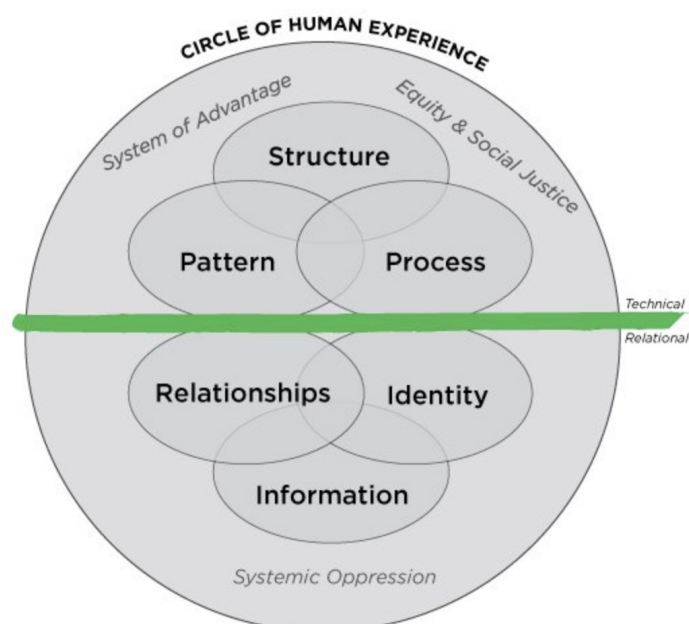 CIRCLE OF HUMAN EXPERIENCE
System of Advantage
Equity & Social Justice
Structure
Pattern
Process
Technical
Relational
Relationships
Identity
Information
Systemic Oppression